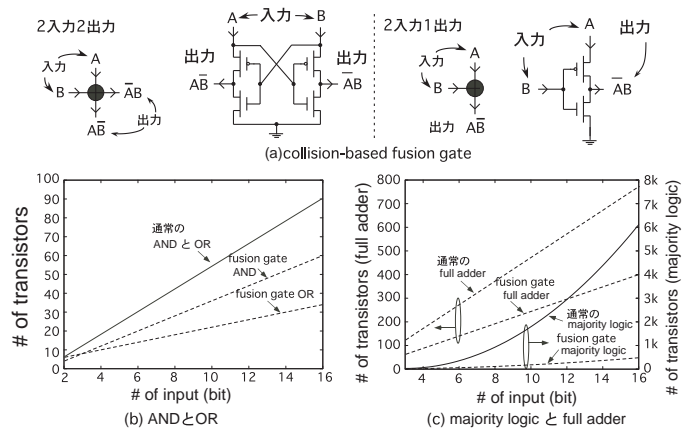 2入力2出力
A
入力
B
A̅B
出力
AB̅
A 入力 B
出力
AB̅
出力
A̅B
2入力1出力
入力
A
B
出力 AB̅
A
入力
B
出力
A̅B
(a)collision-based fusion gate
# of transistors
100
90
80
70
60
50
40
30
20
10
0
通常の
AND と OR
fusion gate
AND
fusion gate OR
2 4 6 8 10 12 14 16
# of input (bit)
(b) ANDとOR
# of transistors (full adder)
800
700
600
500
400
300
200
100
0
通常の
full adder
fusion gate
full adder
通常の
majority logic
fusion gate
majority logic
8k
7k
6k
5k
4k
3k
2k
1k
0
# of transistors (majority logic)
4 6 8 10 12 14 16
# of input (bit)
(c) majority logic と full adder